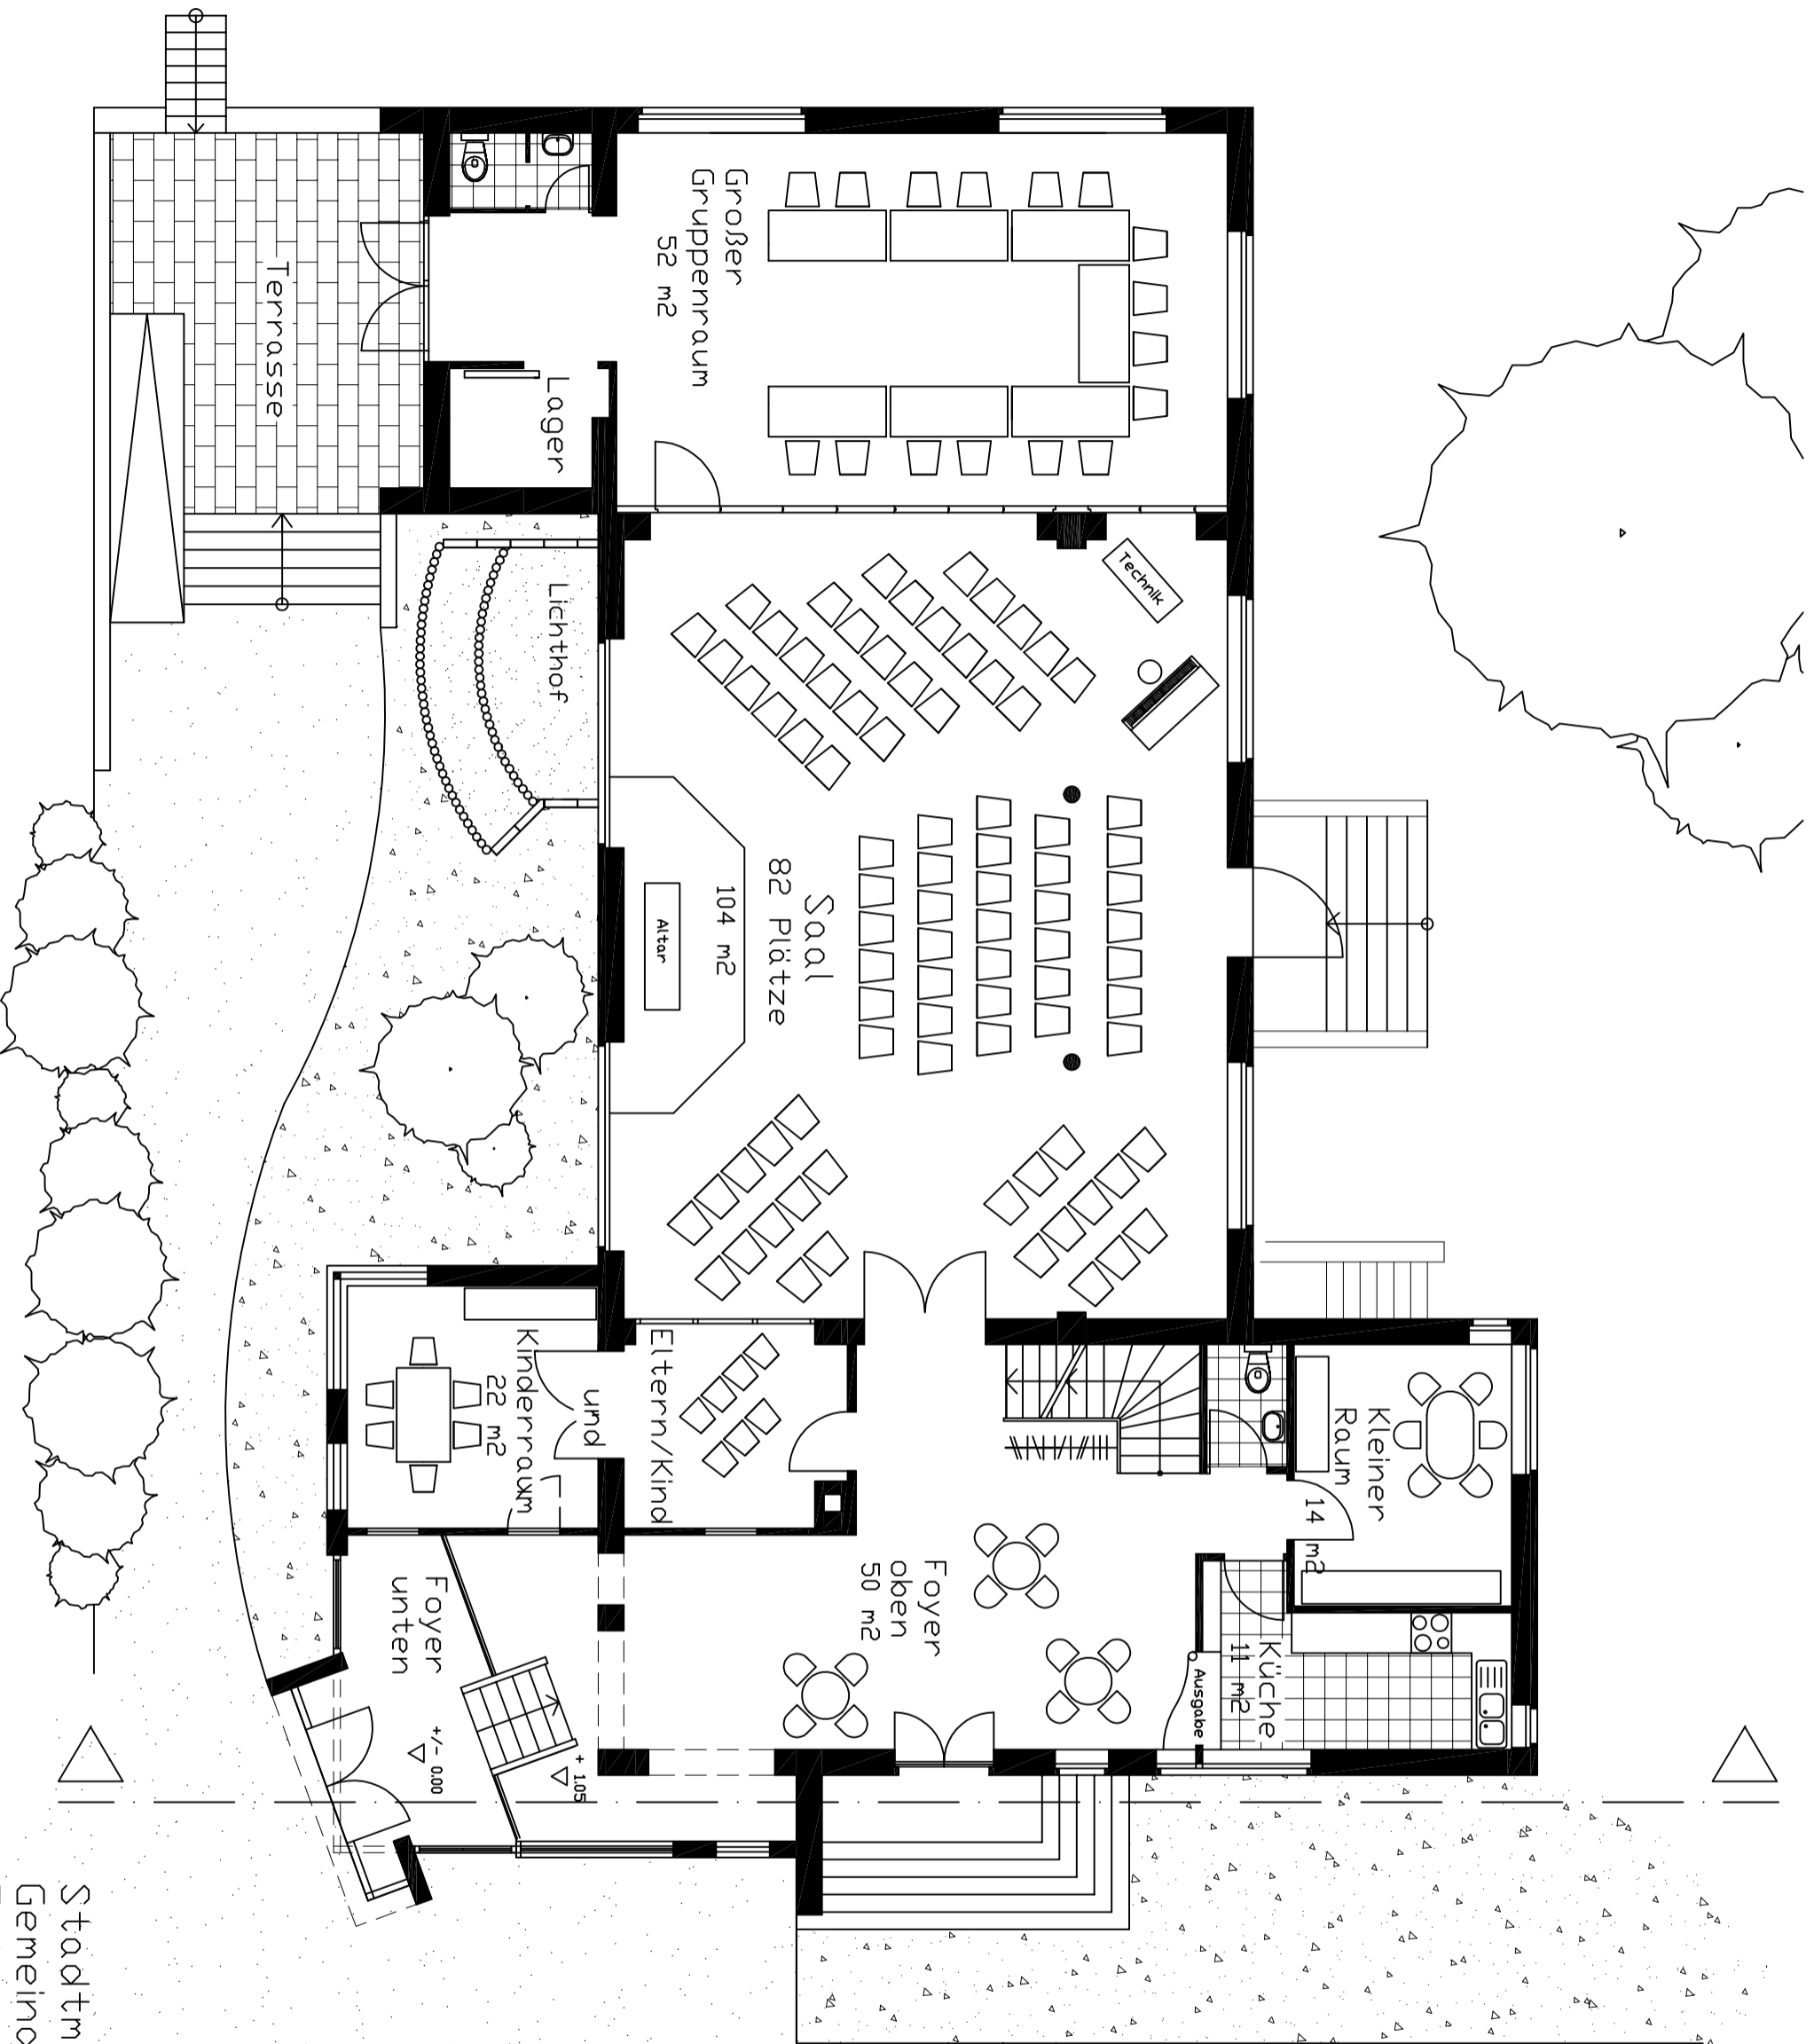 Großer
Gruppenraum
52 m2
Terrasse
Lager
Lichthof
Technik
Saal
82 Plätze
104 m2
Altar
Eltern/Kind
und
Kinderraum
22 m2
Kleiner
Raum
14 m2
Foyer
oben
50 m2
Küche
11 m2
Ausgabe
Foyer
unten
+/- 0.00
+ 1.05